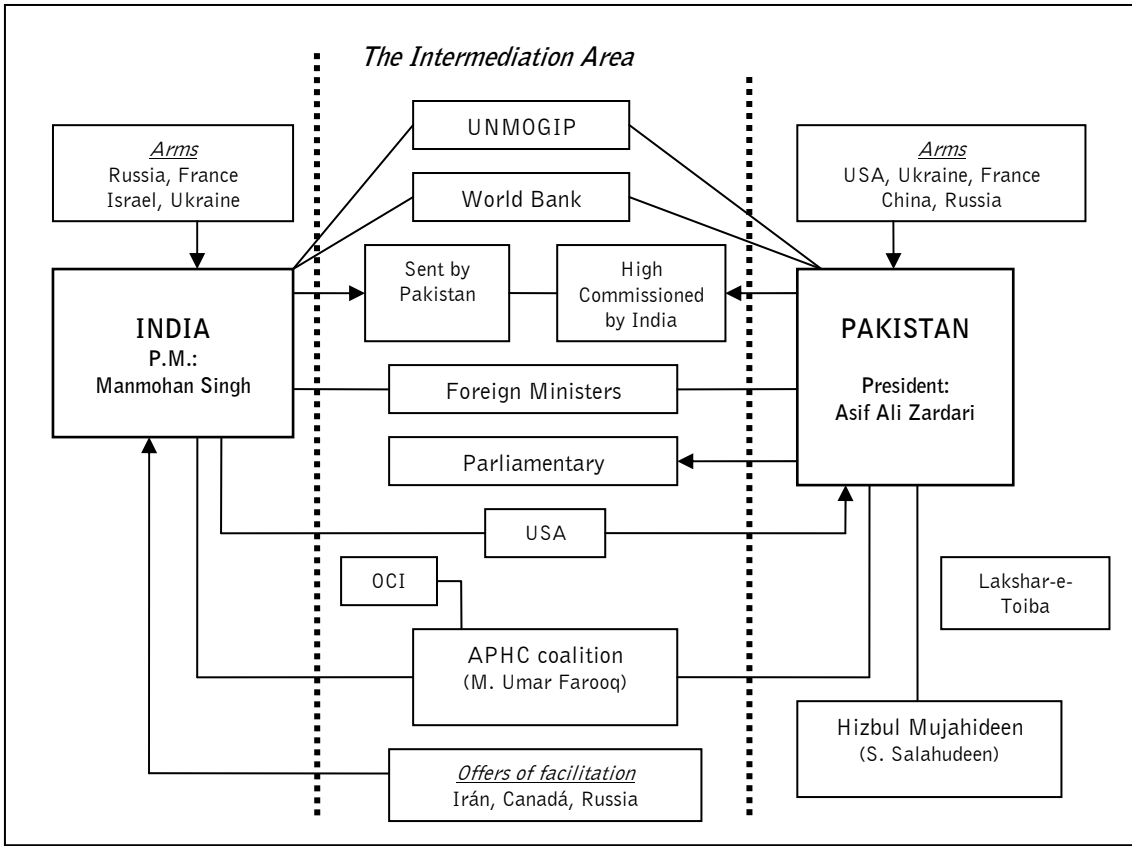 The Intermediation Area
UNMOGIP
Arms
Russia, France
Israel, Ukraine
Arms
USA, Ukraine, France
China, Russia
World Bank
Sent by
Pakistan
High
Commissioned
by India
INDIA
P.M.:
Manmohan Singh
PAKISTAN
President:
Asif Ali Zardari
Foreign Ministers
Parliamentary
USA
OCI
Lakshar-e-
Toiba
APHC coalition
(M. Umar Farooq)
Hizbul Mujahideen
(S. Salahudeen)
Offers of facilitation
Irán, Canadá, Russia